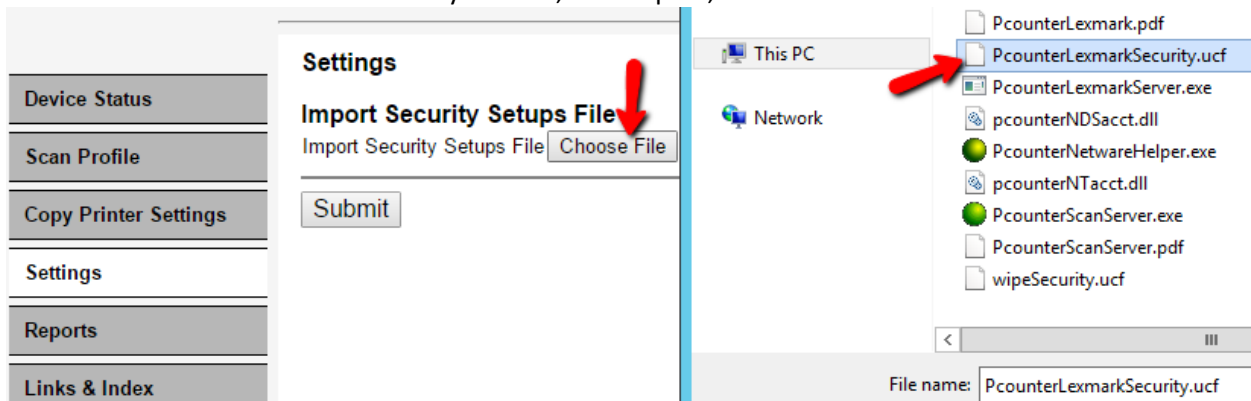 Device Status
Scan Profile
Copy Printer Settings
Settings
Reports
Links & Index
Settings
Import Security Setups File
Import Security Setups File Choose File
Submit
This PC
Network
PcounterLexmark.pdf
PcounterLexmarkSecurity.ucf
PcounterLexmarkServer.exe
pcounterNDSacct.dll
PcounterNetwareHelper.exe
pcounterNTacct.dll
PcounterScanServer.exe
PcounterScanServer.pdf
wipeSecurity.ucf
File name: PcounterLexmarkSecurity.ucf